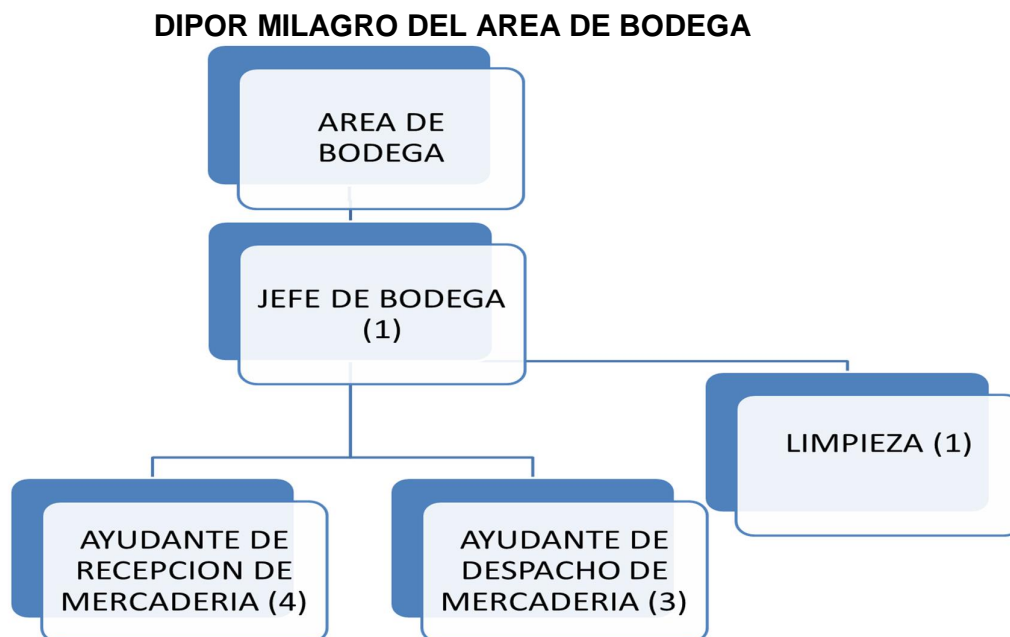 DIPOR MILAGRO DEL AREA DE BODEGA
AREA DE
BODEGA
JEFE DE BODEGA
(1)
LIMPIEZA (1)
AYUDANTE DE
RECEPCION DE
MERCADERIA (4)
AYUDANTE DE
DESPACHO DE
MERCADERIA (3)